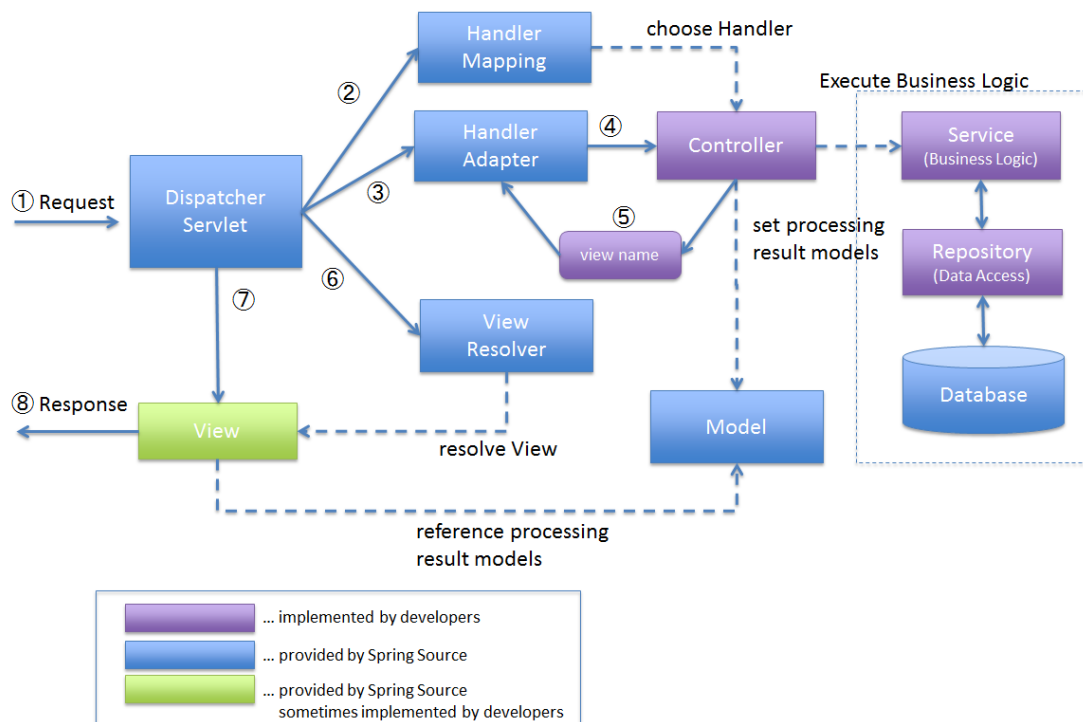 Handler
Mapping
choose Handler
②
Execute Business Logic
Handler
Adapter
④
Controller
Service
(Business Logic)
① Request
Dispatcher
Servlet
③
⑤
view name
set processing
result models
Repository
(Data Access)
⑥
⑦
View
Resolver
Database
⑧ Response
View
resolve View
Model
reference processing
result models
... implemented by developers
... provided by Spring Source
... provided by Spring Source
sometimes implemented by developers